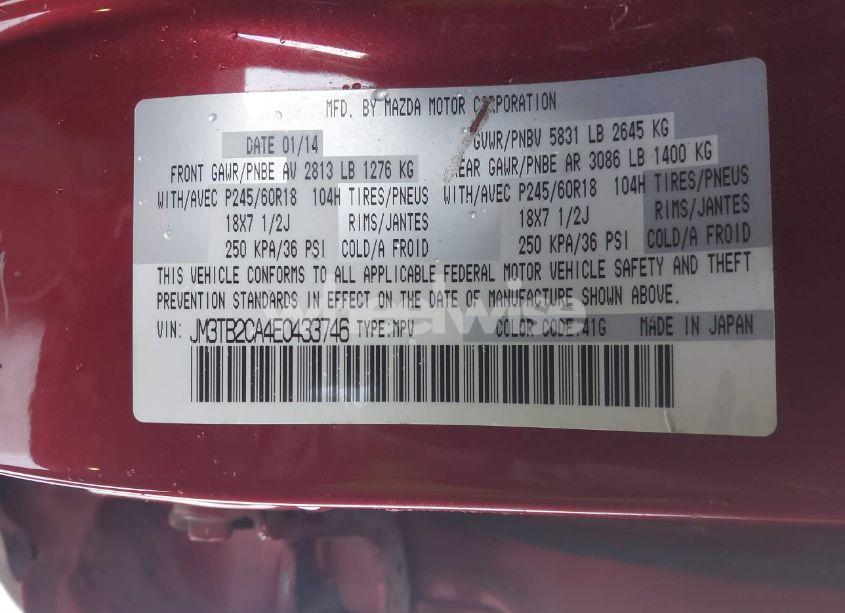 MFD. BY MAZDA MOTOR CORPORATION
DATE 01/14 GVWR/PNBV 5831 LB 2645 KG
FRONT GAWR/PNBE AV 2813 LB 1276 KG REAR GAWR/PNBE AR 3086 LB 1400 KG
WITH/AVEC P245/60R18 104H TIRES/PNEUS WITH/AVEC P245/60R18 104H TIRES/PNEUS
18X7 1/2J RIMS/JANTES 18X7 1/2J RIMS/JANTES
250 KPA/36 PSI COLD/A FROID 250 KPA/36 PSI COLD/A FROID
THIS VEHICLE CONFORMS TO ALL APPLICABLE FEDERAL MOTOR VEHICLE SAFETY AND THEFT
PREVENTION STANDARDS IN EFFECT ON THE DATE OF MANUFACTURE SHOWN ABOVE.
wheelwise
VIN: JM3TB2CA4E0433746 TYPE:MPV COLOR CODE:41G MADE IN JAPAN